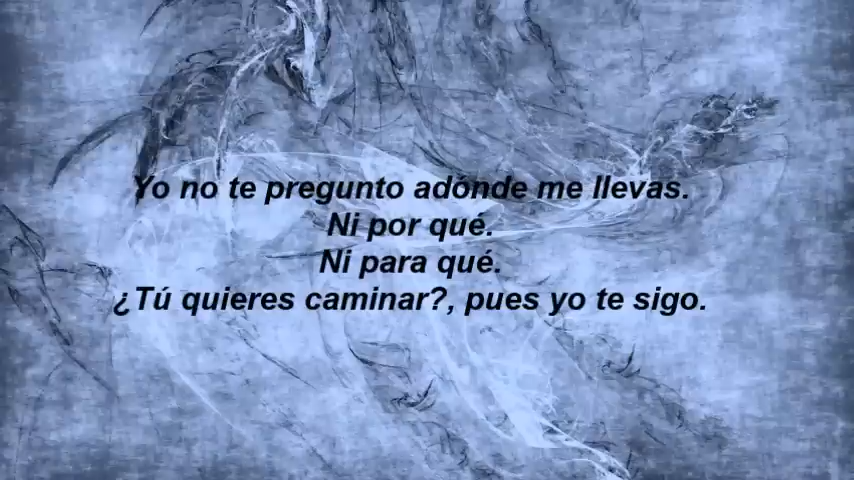 Yo no te pregunto adónde me llevas.
Ni por qué.
Ni para qué.
¿Tú quieres caminar?, pues yo te sigo.